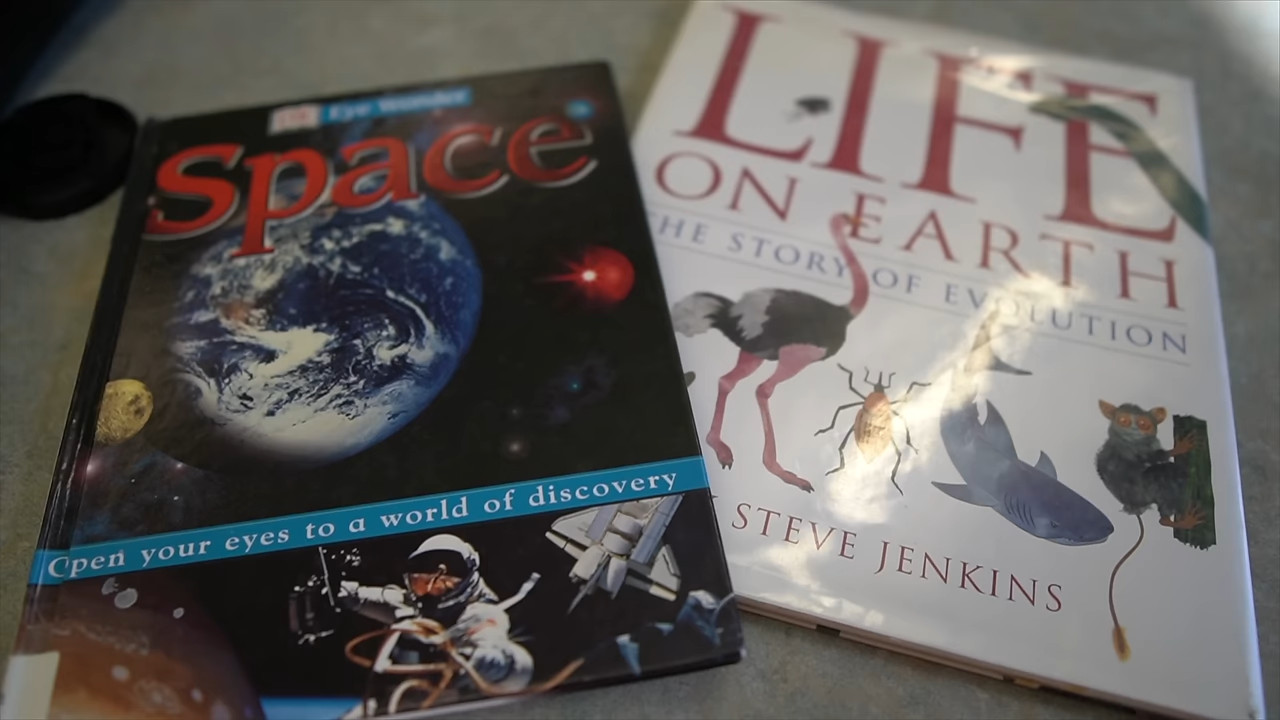 Eye Wonder
Space
Open your eyes to a world of discovery
LIFE
ON EARTH
THE STORY OF EVOLUTION
STEVE JENKINS